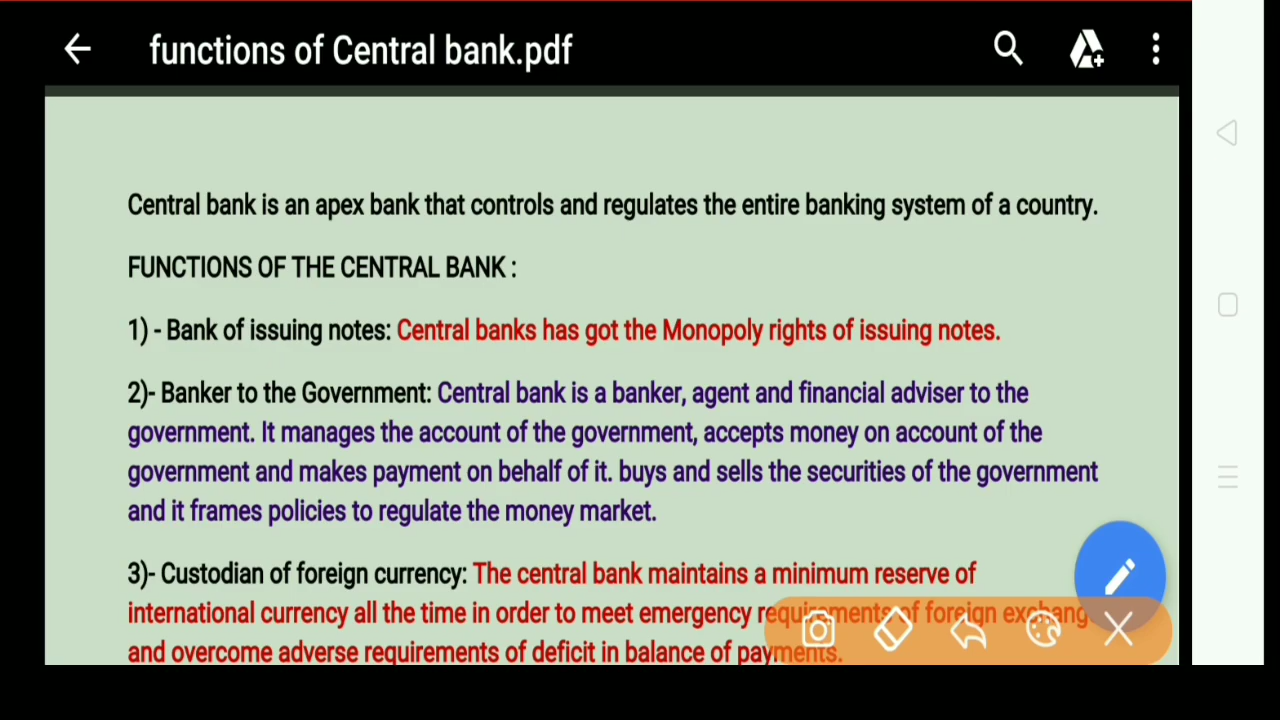 functions of Central bank.pdf
Central bank is an apex bank that controls and regulates the entire banking system of a country.
FUNCTIONS OF THE CENTRAL BANK :
1) - Bank of issuing notes: Central banks has got the Monopoly rights of issuing notes.
2)- Banker to the Government: Central bank is a banker, agent and financial adviser to the
government. It manages the account of the government, accepts money on account of the
government and makes payment on behalf of it. buys and sells the securities of the government
and it frames policies to regulate the money market.
3)- Custodian of foreign currency: The central bank maintains a minimum reserve of
international currency all the time in order to meet emergency requirements of foreign exchang
and overcome adverse requirements of deficit in balance of payments.